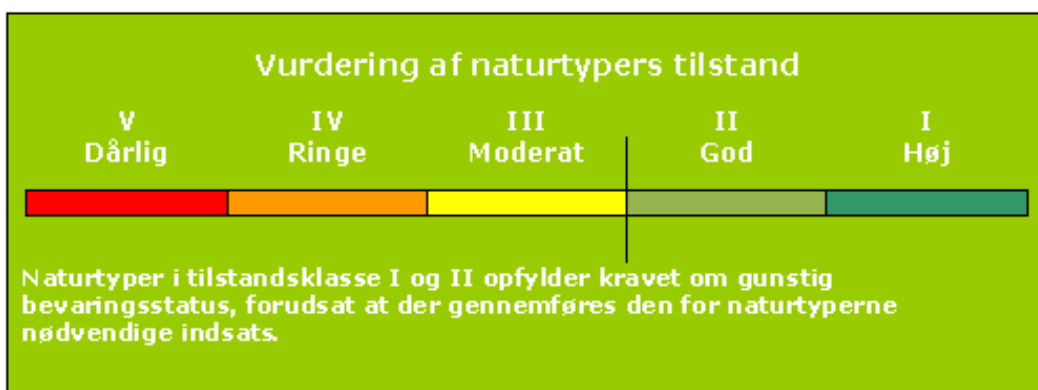 Vurdering af naturtypers tilstand
V IV III II I
Dårlig Ringe Moderat God Høj
Naturtyper i tilstandsklasse I og II opfylder kravet om gunstig
bevaringsstatus, forudsat at der gennemføres den for naturtyperne
nødvendige indsats.